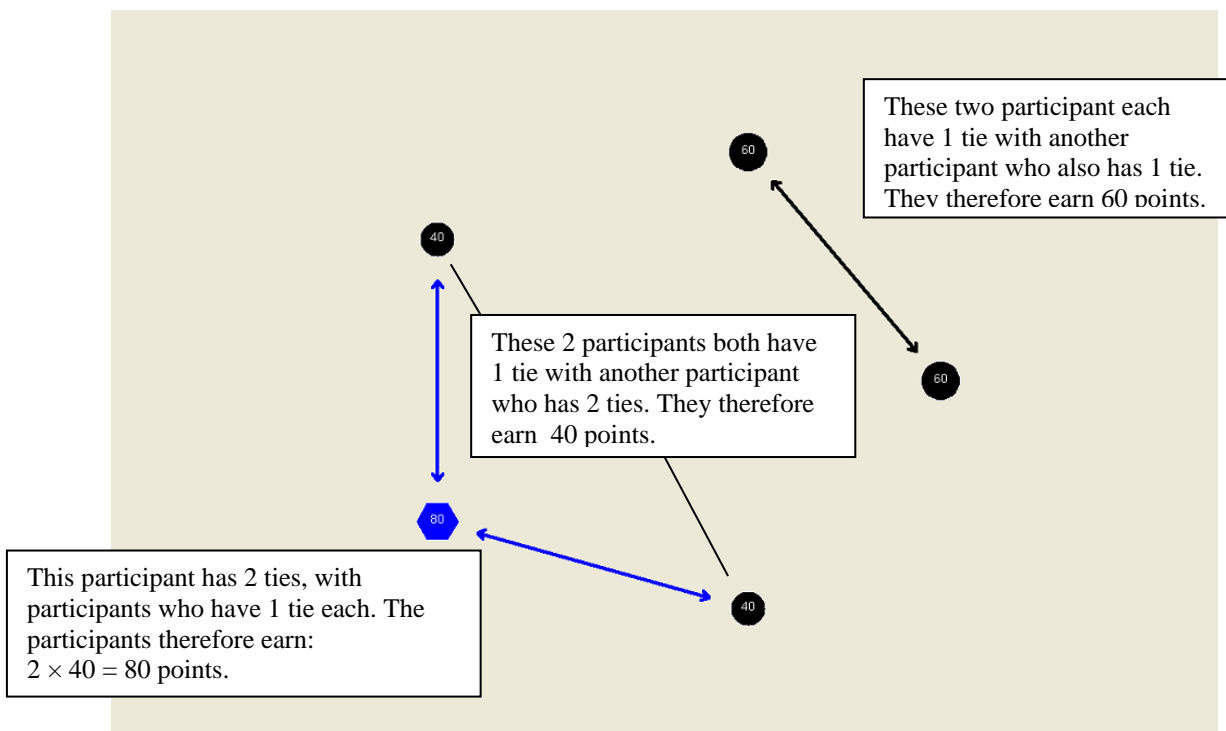 These two participant each
have 1 tie with another
participant who also has 1 tie.
They therefore earn 60 points.
60
40
60
These 2 participants both have
1 tie with another participant
who has 2 ties. They therefore
earn  40 points.
80
This participant has 2 ties, with
participants who have 1 tie each. The
participants therefore earn:
2 × 40 = 80 points.
40